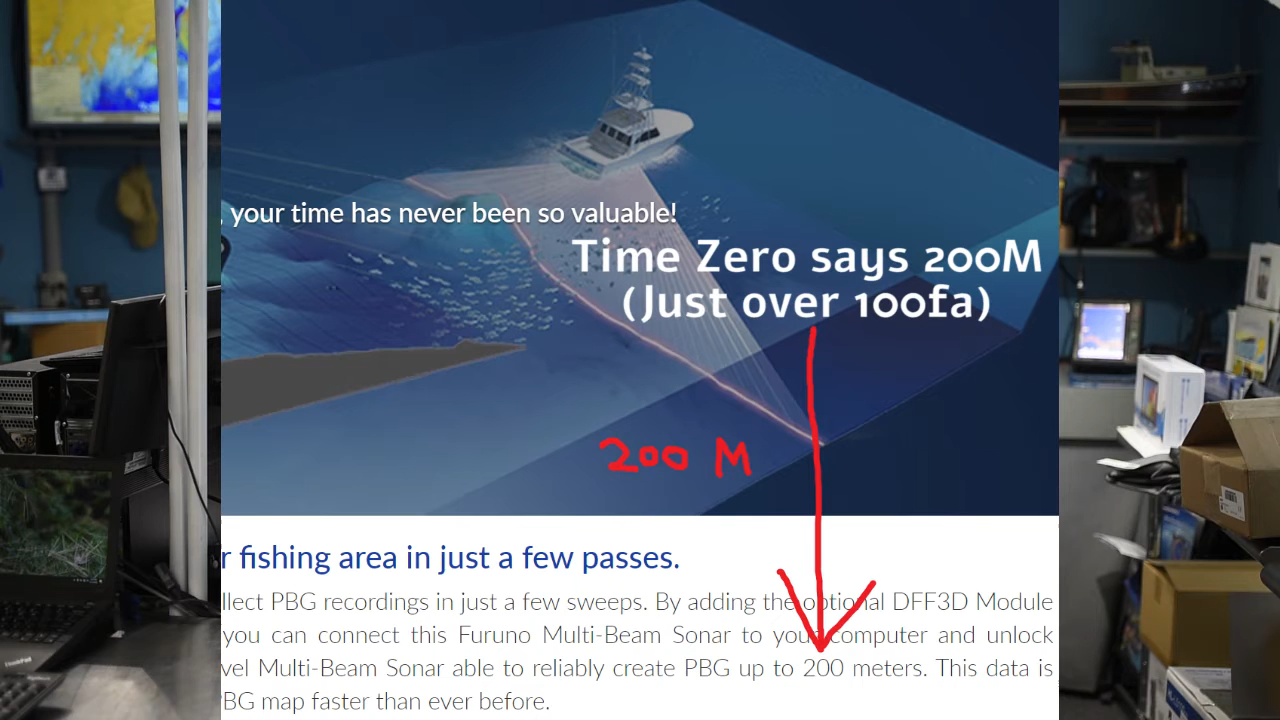 , your time has never been so valuable!
Time Zero says 200M
(Just over 100fa)
200 M
r fishing area in just a few passes.
llect PBG recordings in just a few sweeps. By adding the optional DFF3D Module
you can connect this Furuno Multi-Beam Sonar to your computer and unlock
vel Multi-Beam Sonar able to reliably create PBG up to 200 meters. This data is
PBG map faster than ever before.